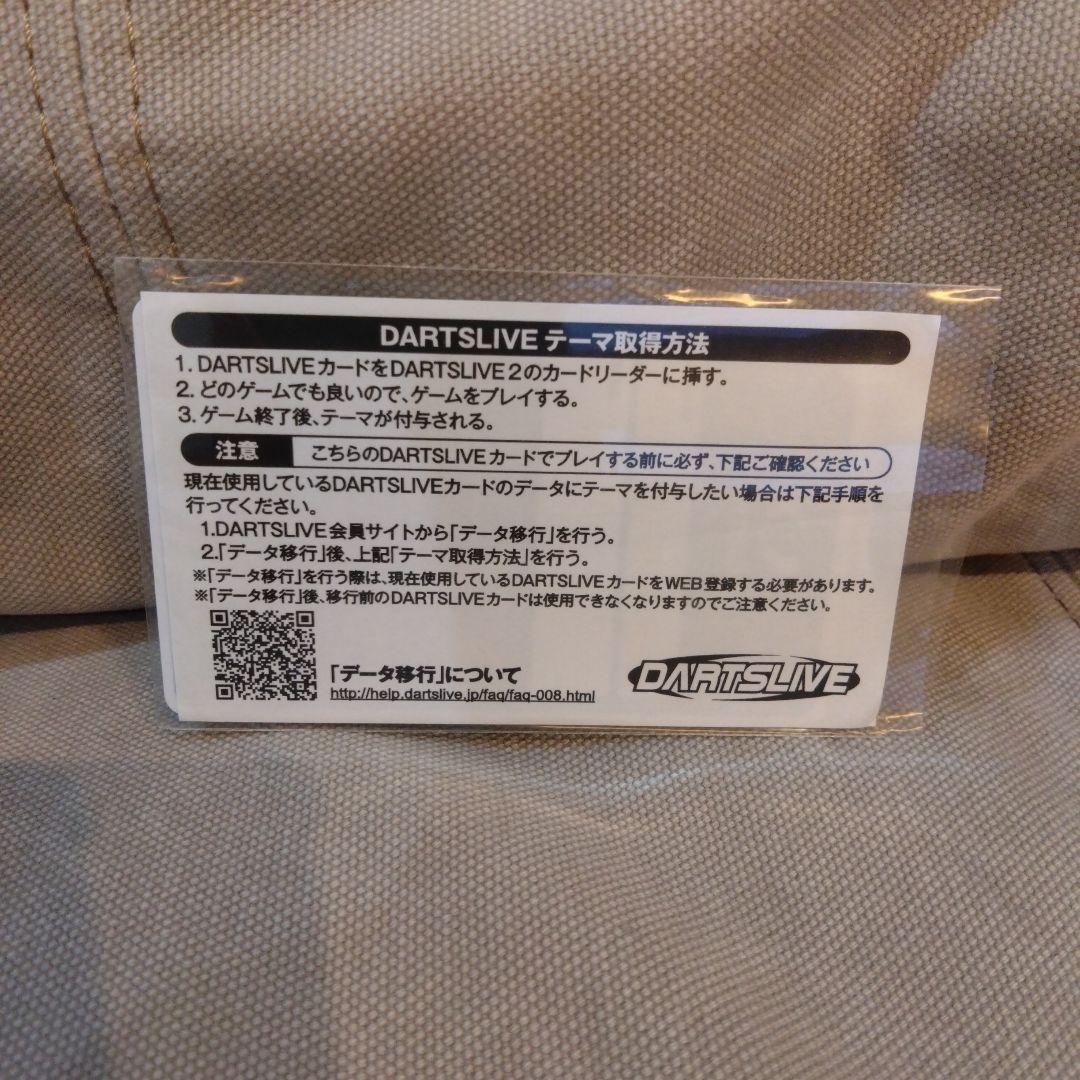 DARTSLIVE テーマ取得方法
1. DARTSLIVEカードをDARTSLIVE2のカードリーダーに挿す。
2. どのゲームでも良いので、ゲームをプレイする。
3. ゲーム終了後、テーマが付与される。
注意 こちらのDARTSLIVEカードでプレイする前に必ず、下記ご確認ください
現在使用しているDARTSLIVEカードのデータにテーマを付与したい場合は下記手順を
行ってください。
1.DARTSLIVE会員サイトから「データ移行」を行う。
2.「データ移行」後、上記「テーマ取得方法」を行う。
※「データ移行」を行う際は、現在使用しているDARTSLIVEカードをWEB登録する必要があります。
※「データ移行」後、移行前のDARTSLIVEカードは使用できなくなりますのでご注意ください。
「データ移行」について
http://help.dartslive.jp/faq/faq-008.html
DARTSLIVE